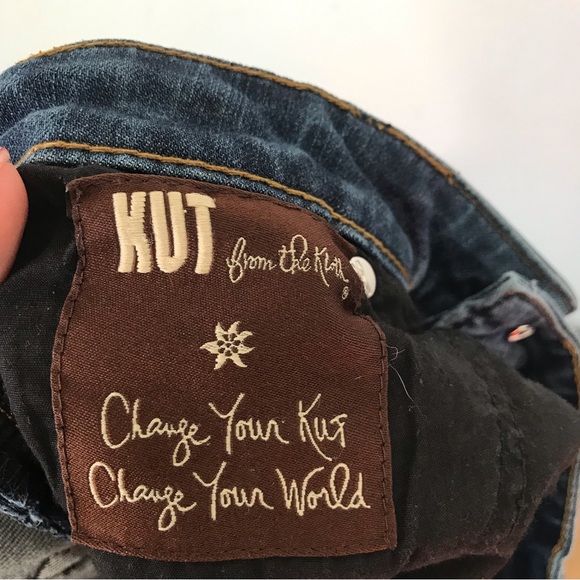 KUT from the Kloth®
Change Your Kut
Change Your World